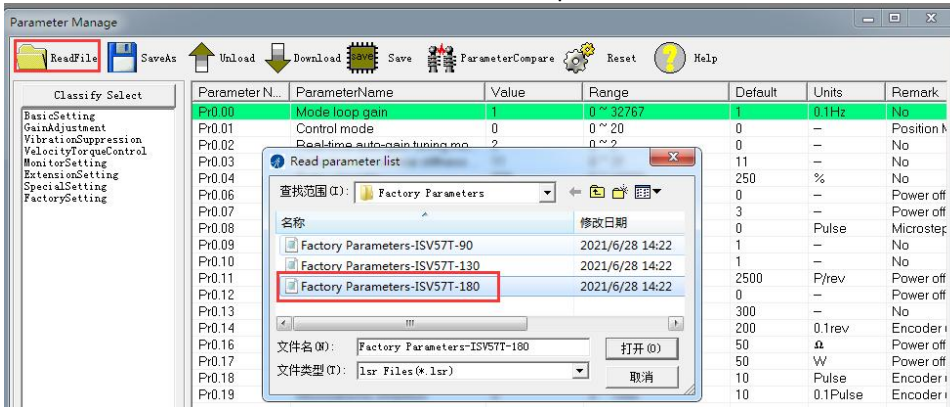 Parameter Manage
ReadFile SaveAs Unload Download save Save ParameterCompare Reset Help
Classify Select
BasicSetting
GainAdjustment
VibrationSuppression
VelocityTorqueControl
MonitorSetting
ExtensionSetting
SpecialSetting
FactorySetting
Parameter N... ParameterName Value Range Default Units Remark
Pr0.00 Mode loop gain 1 0 ~ 32767 1 0.1Hz No
Pr0.01 Control mode 0 0 ~ 20 0 – Position
Pr0.02 Real-time auto-gain tuning mo... 2 0 ~ 2 0 – No
Pr0.03 11 – No
Pr0.04 250 % No
Pr0.06 0 – Power off
Pr0.07 3 – Power off
Pr0.08 0 Pulse Microstep
Pr0.09 1 – No
Pr0.10 1 – No
Pr0.11 2500 P/rev Power off
Pr0.12 0 – Power off
Pr0.13 300 – No
Pr0.14 200 0.1rev Encoder
Pr0.16 50 Ω Power off
Pr0.17 50 W Power off
Pr0.18 10 Pulse Encoder
Pr0.19 10 0.1Pulse Encoder
Read parameter list
查找范围(I): Factory Parameters
名称 修改日期
Factory Parameters-ISV57T-90 2021/6/28 14:22
Factory Parameters-ISV57T-130 2021/6/28 14:22
Factory Parameters-ISV57T-180 2021/6/28 14:22
文件名(N): Factory Parameters-ISV57T-180 打开(O)
文件类型(T): lsr Files(*.lsr) 取消